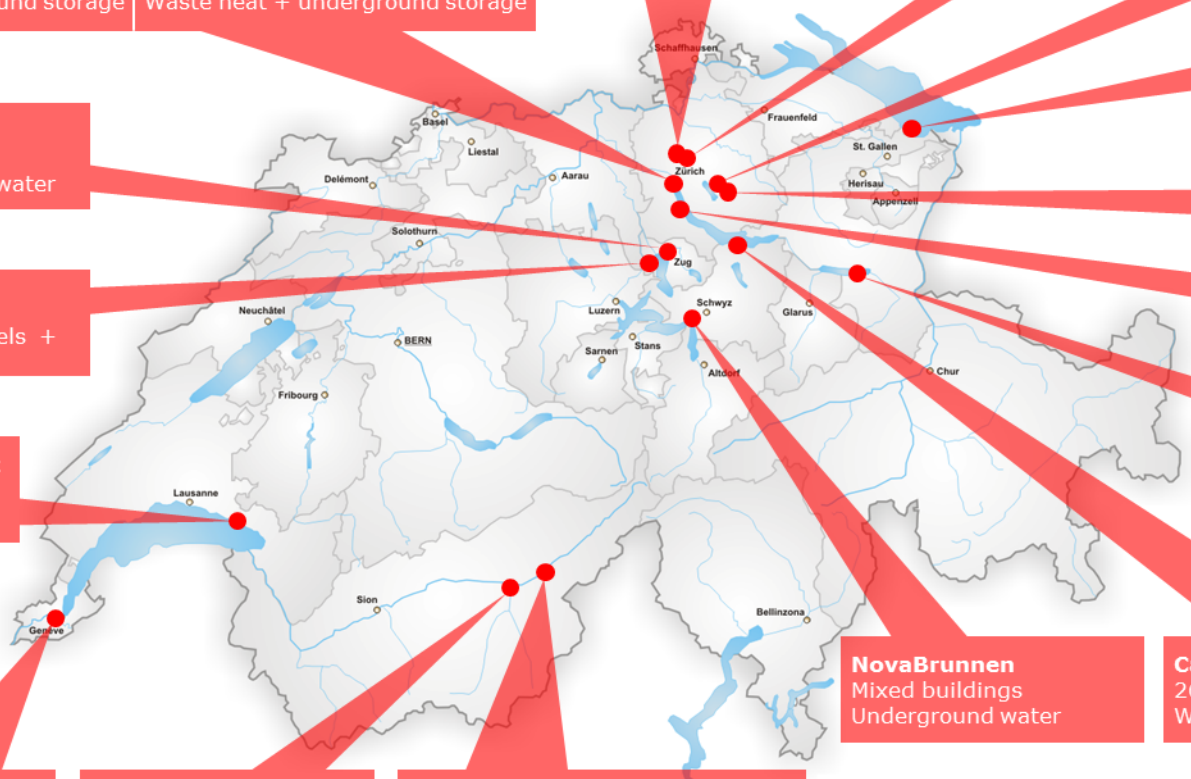 und storage
Waste heat + underground storage
Schaffhausen
Basel
Frauenfeld
Liestal
St. Gallen
Zürich
Aarau
Delémont
Herisau
water
Appenzell
Solothurn
Zug
Schwyz
Neuchâtel
Luzern
Glarus
els +
BERN
Stans
Sarnen
Chur
Altdorf
Fribourg
Lausanne
Sion
Bellinzona
Genève
NovaBrunnen
Mixed buildings
Underground water
C
2
W